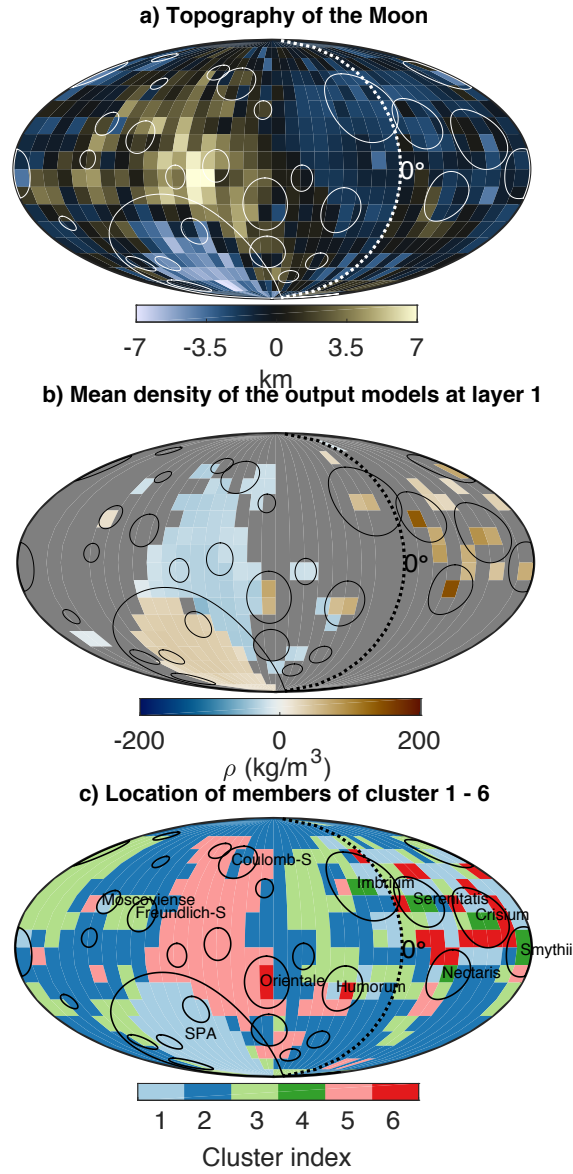 a) Topography of the Moon
0°
-7 -3.5 0 3.5 7
km
b) Mean density of the output models at layer 1
0°
-200 0 200
ρ (kg/m³)
c) Location of members of cluster 1 - 6
Coulomb-S
Imbrium
Moscoviense
Serenitatis
Freundlich-S
Crisium
0°
Smythii
Nectaris
Orientale
Humorum
SPA
1 2 3 4 5 6
Cluster index